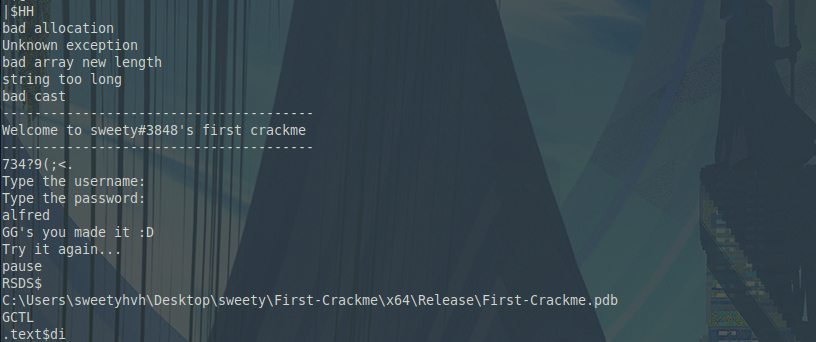 |$HH
bad allocation
Unknown exception
bad array new length
string too long
bad cast
---------------------------------------
Welcome to sweety#3848's first crackme
---------------------------------------
734?9(;<.
Type the username:
Type the password:
alfred
GG's you made it :D
Try it again...
pause
RSDS$
C:\Users\sweetyhvh\Desktop\sweety\First-Crackme\x64\Release\First-Crackme.pdb
GCTL
.text$di